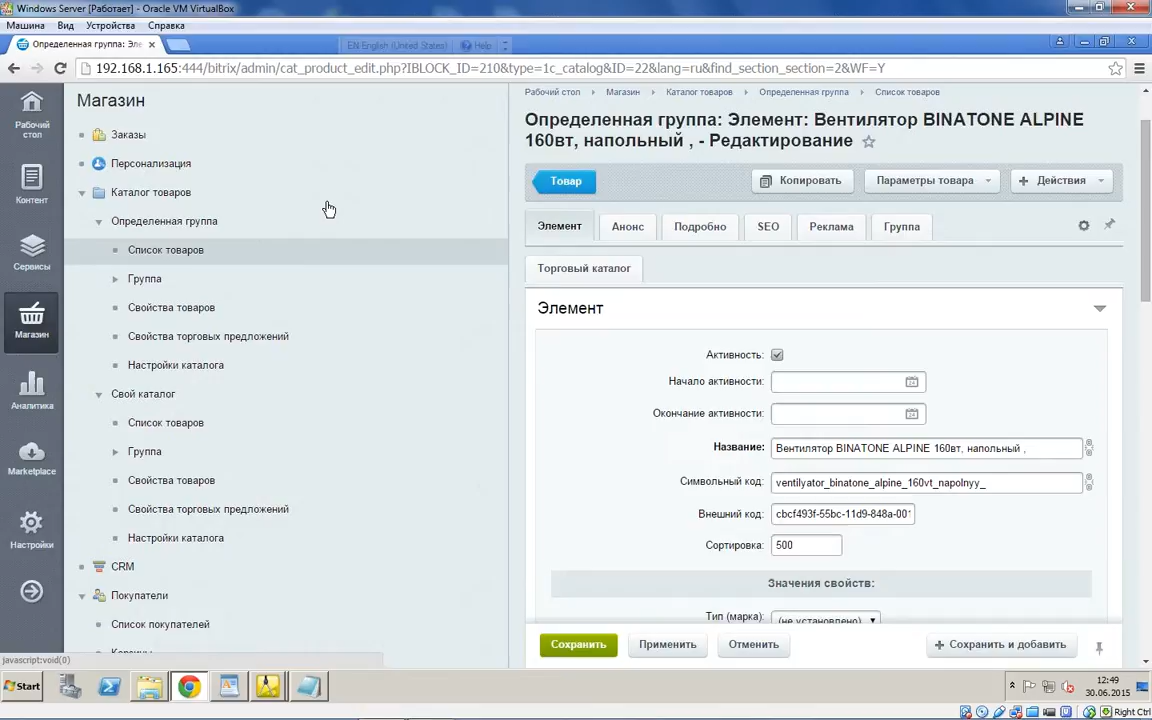 Windows Server [Работает] - Oracle VM VirtualBox
Машина Вид Устройства Справка
Определенная группа: Эле
EN English (United States) Help
192.168.1.165:444/bitrix/admin/cat_product_edit.php?IBLOCK_ID=210&type=1c_catalog&ID=22&lang=ru&find_section_section=2&WF=Y
Рабочий стол
Контент
Сервисы
Магазин
Аналитика
Marketplace
Настройки
Магазин
Заказы
Персонализация
Каталог товаров
Определенная группа
Список товаров
Группа
Свойства товаров
Свойства торговых предложений
Настройки каталога
Свой каталог
Список товаров
Группа
Свойства товаров
Свойства торговых предложений
Настройки каталога
CRM
Покупатели
Список покупателей
javascript:void(0)
Рабочий стол Магазин Каталог товаров Определенная группа Список товаров
Определенная группа: Элемент: Вентилятор BINATONE ALPINE
160вт, напольный , - Редактирование
Товар Копировать Параметры товара Действия
Элемент Анонс Подробно SEO Реклама Группа
Торговый каталог
Элемент
Активность:
Начало активности:
Окончание активности:
Название: Вентилятор BINATONE ALPINE 160вт, напольный ,
Символьный код: ventilyator_binatone_alpine_160vt_napolnyy_
Внешний код: cbcf493f-55bc-11d9-848a-00
Сортировка: 500
Значения свойств:
Тип (марка): (не установлено)
Сохранить Применить Отменить Сохранить и добавить
Start
12:49
30.06.2015
Right Ctrl